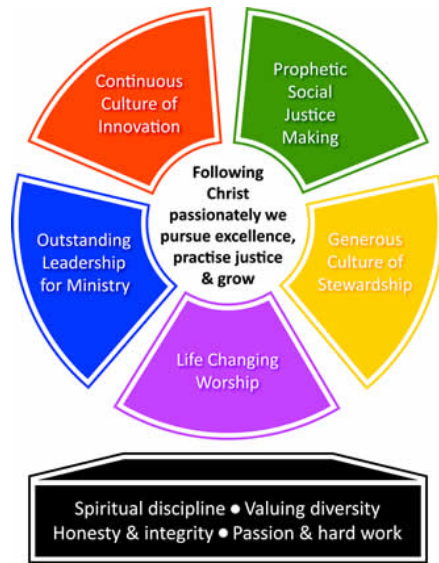 Continuous
Culture of
Innovation
Prophetic
Social
Justice
Making
Following
Christ
passionately we
pursue excellence,
practise justice
& grow
Outstanding
Leadership
for Ministry
Generous
Culture of
Stewardship
Life Changing
Worship
Spiritual discipline ● Valuing diversity
Honesty & integrity ● Passion & hard work